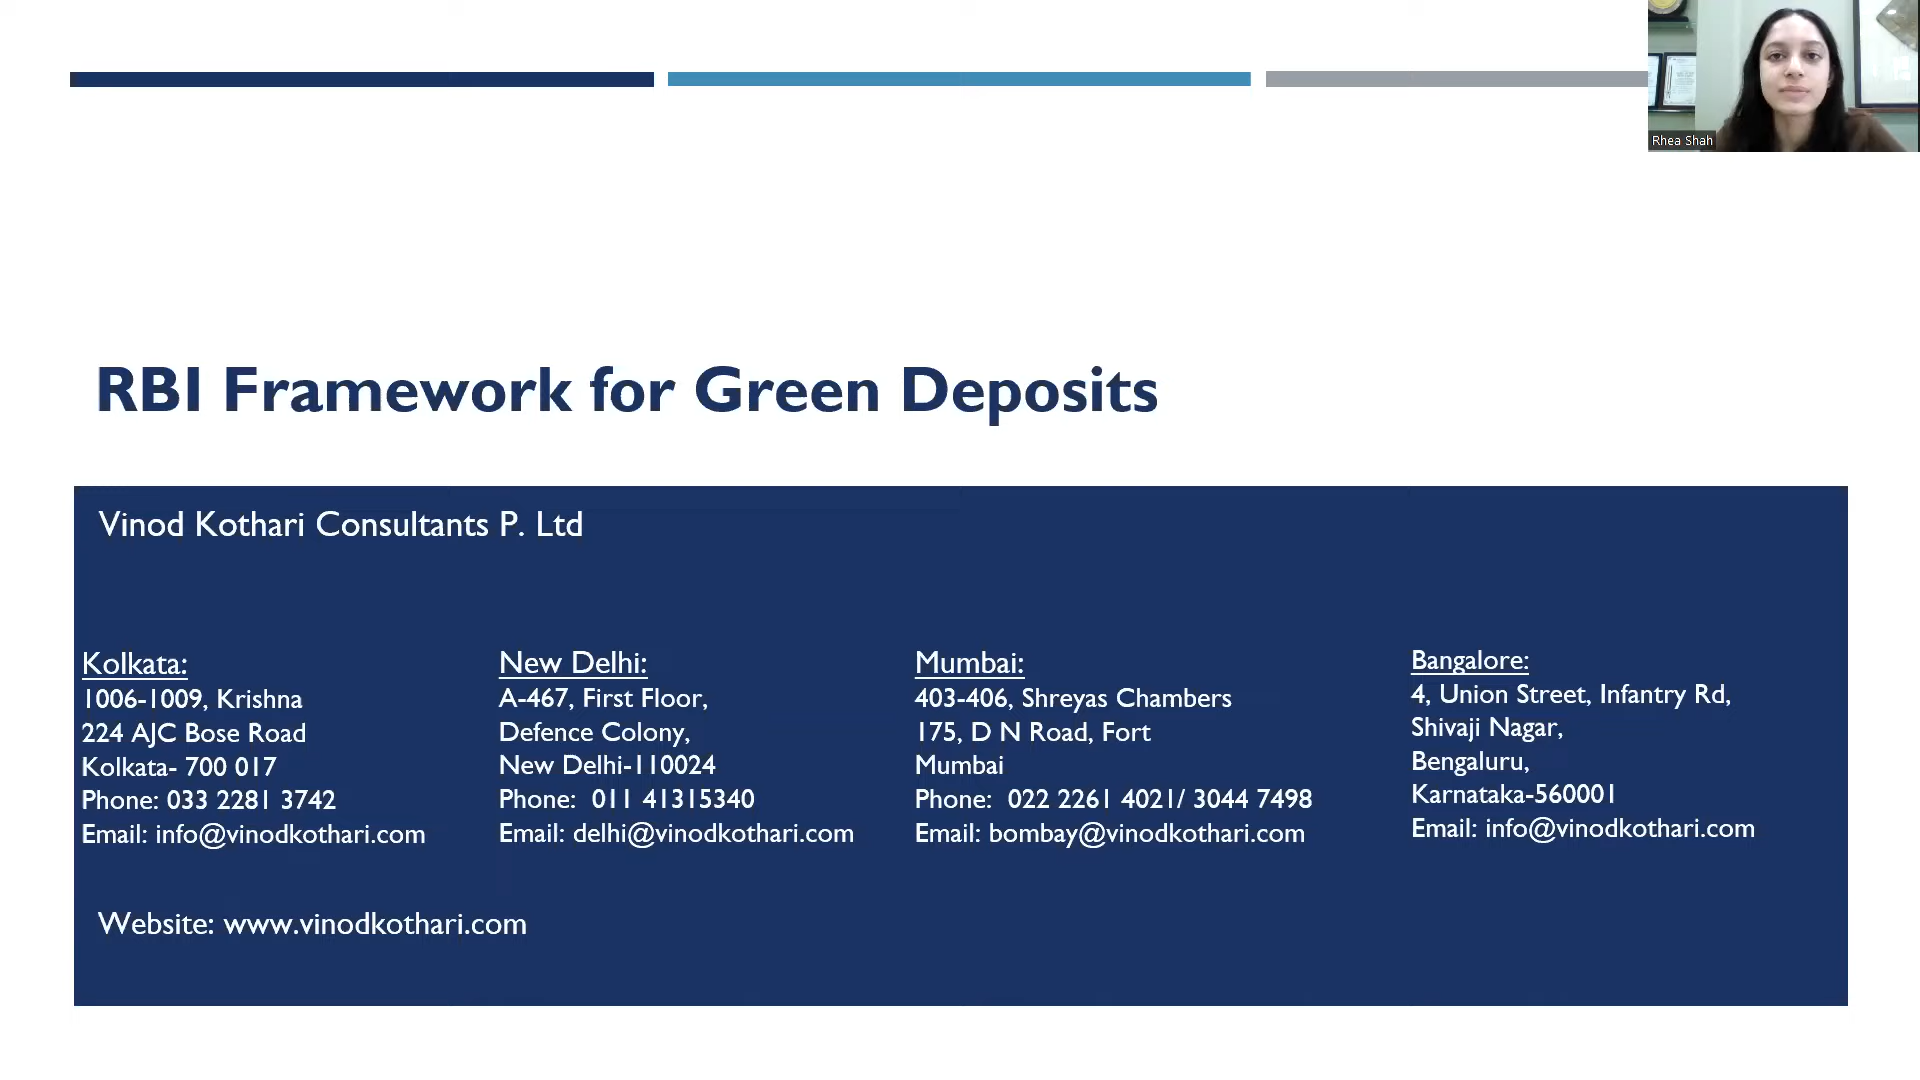 Rhea Shah
RBI Framework for Green Deposits
Vinod Kothari Consultants P. Ltd
Kolkata:
1006-1009, Krishna
224 AJC Bose Road
Kolkata- 700 017
Phone: 033 2281 3742
Email: info@vinodkothari.com
New Delhi:
A-467, First Floor,
Defence Colony,
New Delhi-110024
Phone: 011 41315340
Email: delhi@vinodkothari.com
Mumbai:
403-406, Shreyas Chambers
175, D N Road, Fort
Mumbai
Phone: 022 2261 4021/ 3044 7498
Email: bombay@vinodkothari.com
Bangalore:
4, Union Street, Infantry Rd,
Shivaji Nagar,
Bengaluru,
Karnataka-560001
Email: info@vinodkothari.com
Website: www.vinodkothari.com